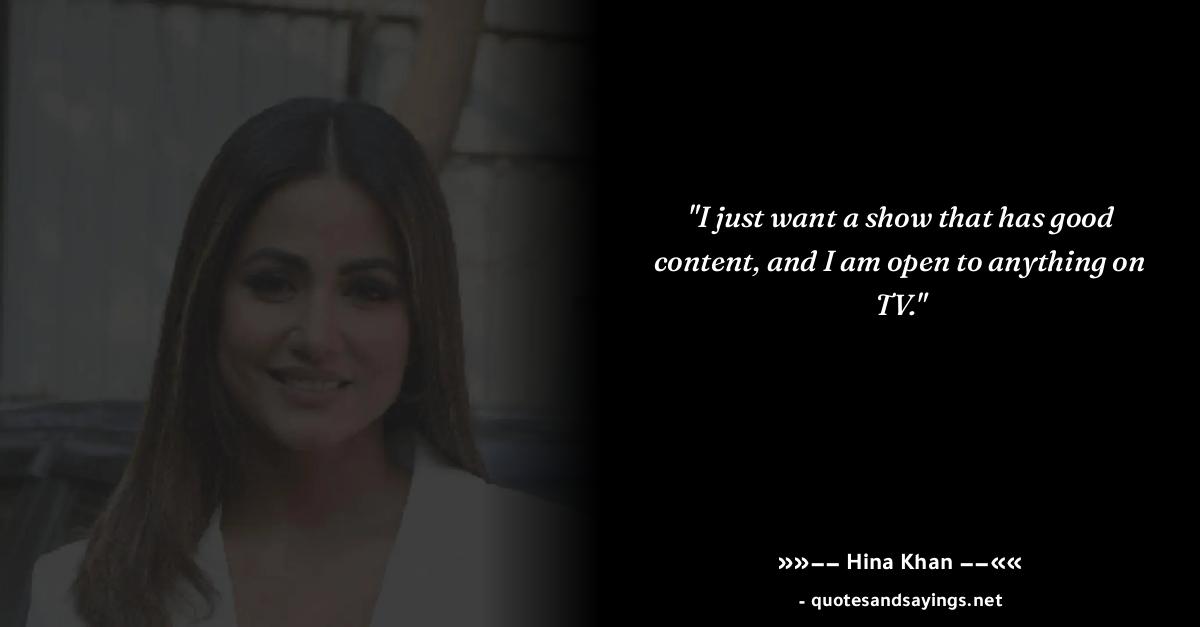 "I just want a show that has good
content, and I am open to anything on
TV."
»»−− Hina Khan −−««
- quotesandsayings.net